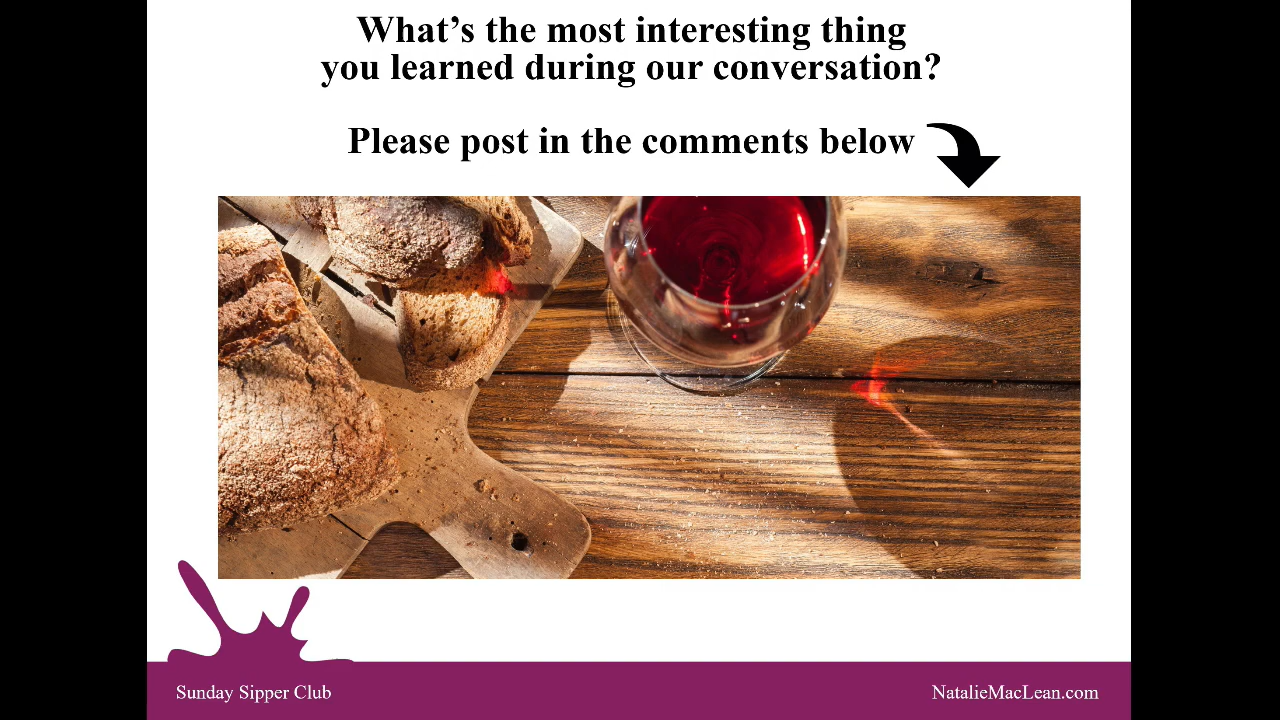 What’s the most interesting thing
you learned during our conversation?
Please post in the comments below
Sunday Sipper Club
NatalieMacLean.com